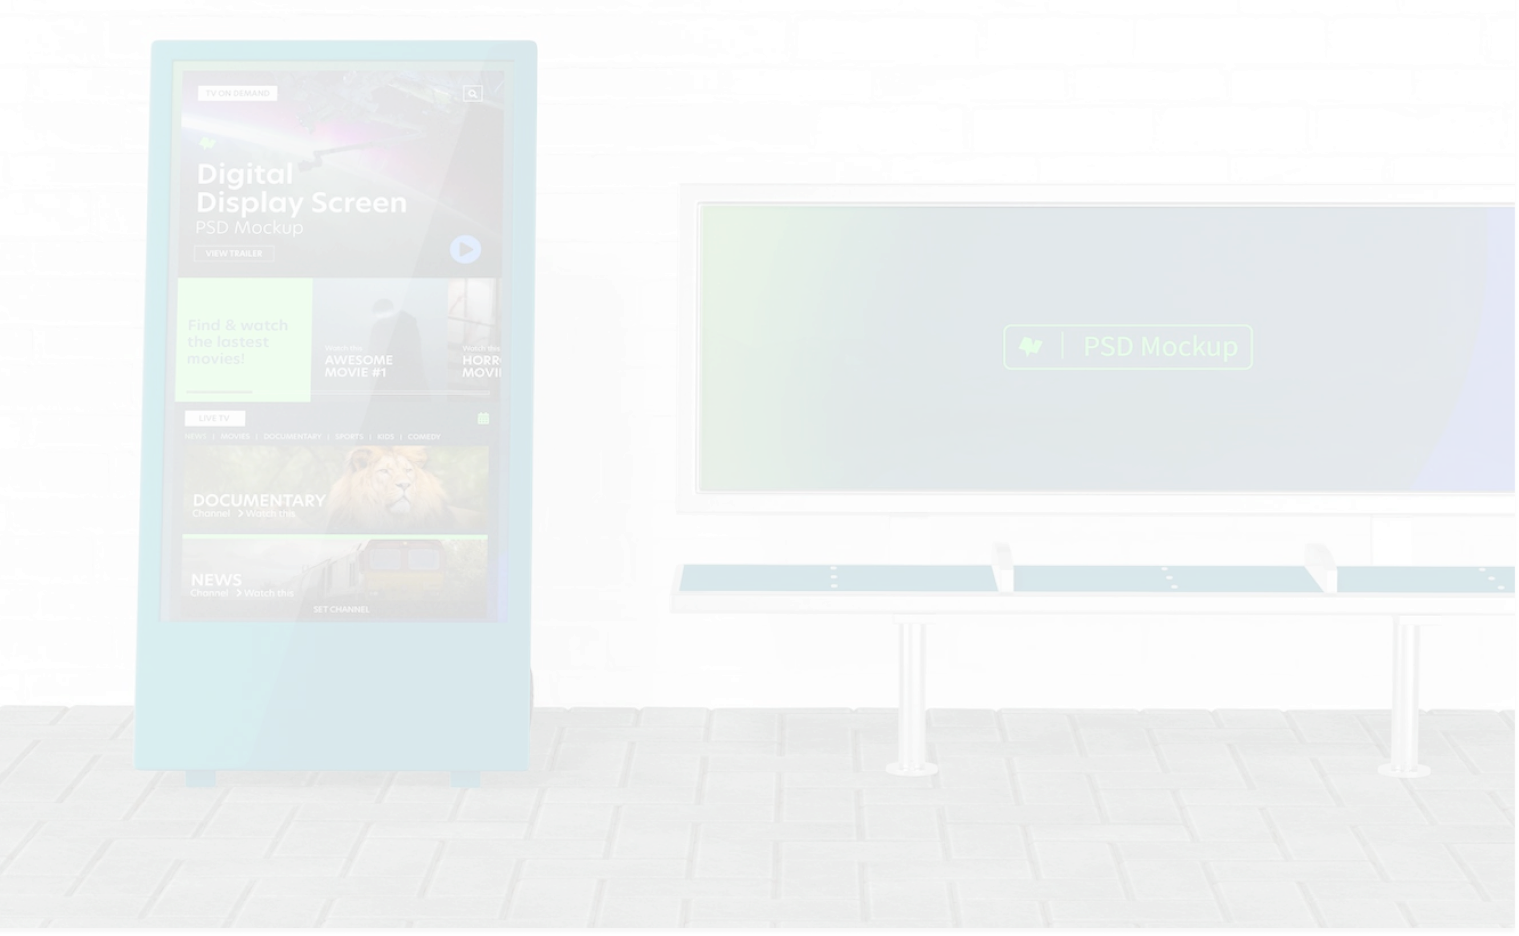 TV ON DEMAND
Digital
Display Screen
PSD Mockup
VIEW TRAILER
Find & watch
the lastest
movies!
Watch this
AWESOME
MOVIE #1
Watch this
HORR
MOVI
LIVE TV
NEWS | MOVIES | DOCUMENTARY | SPORTS | KIDS | COMEDY
DOCUMENTARY
Channel > Watch this
NEWS
Channel > Watch this
SET CHANNEL
PSD Mockup